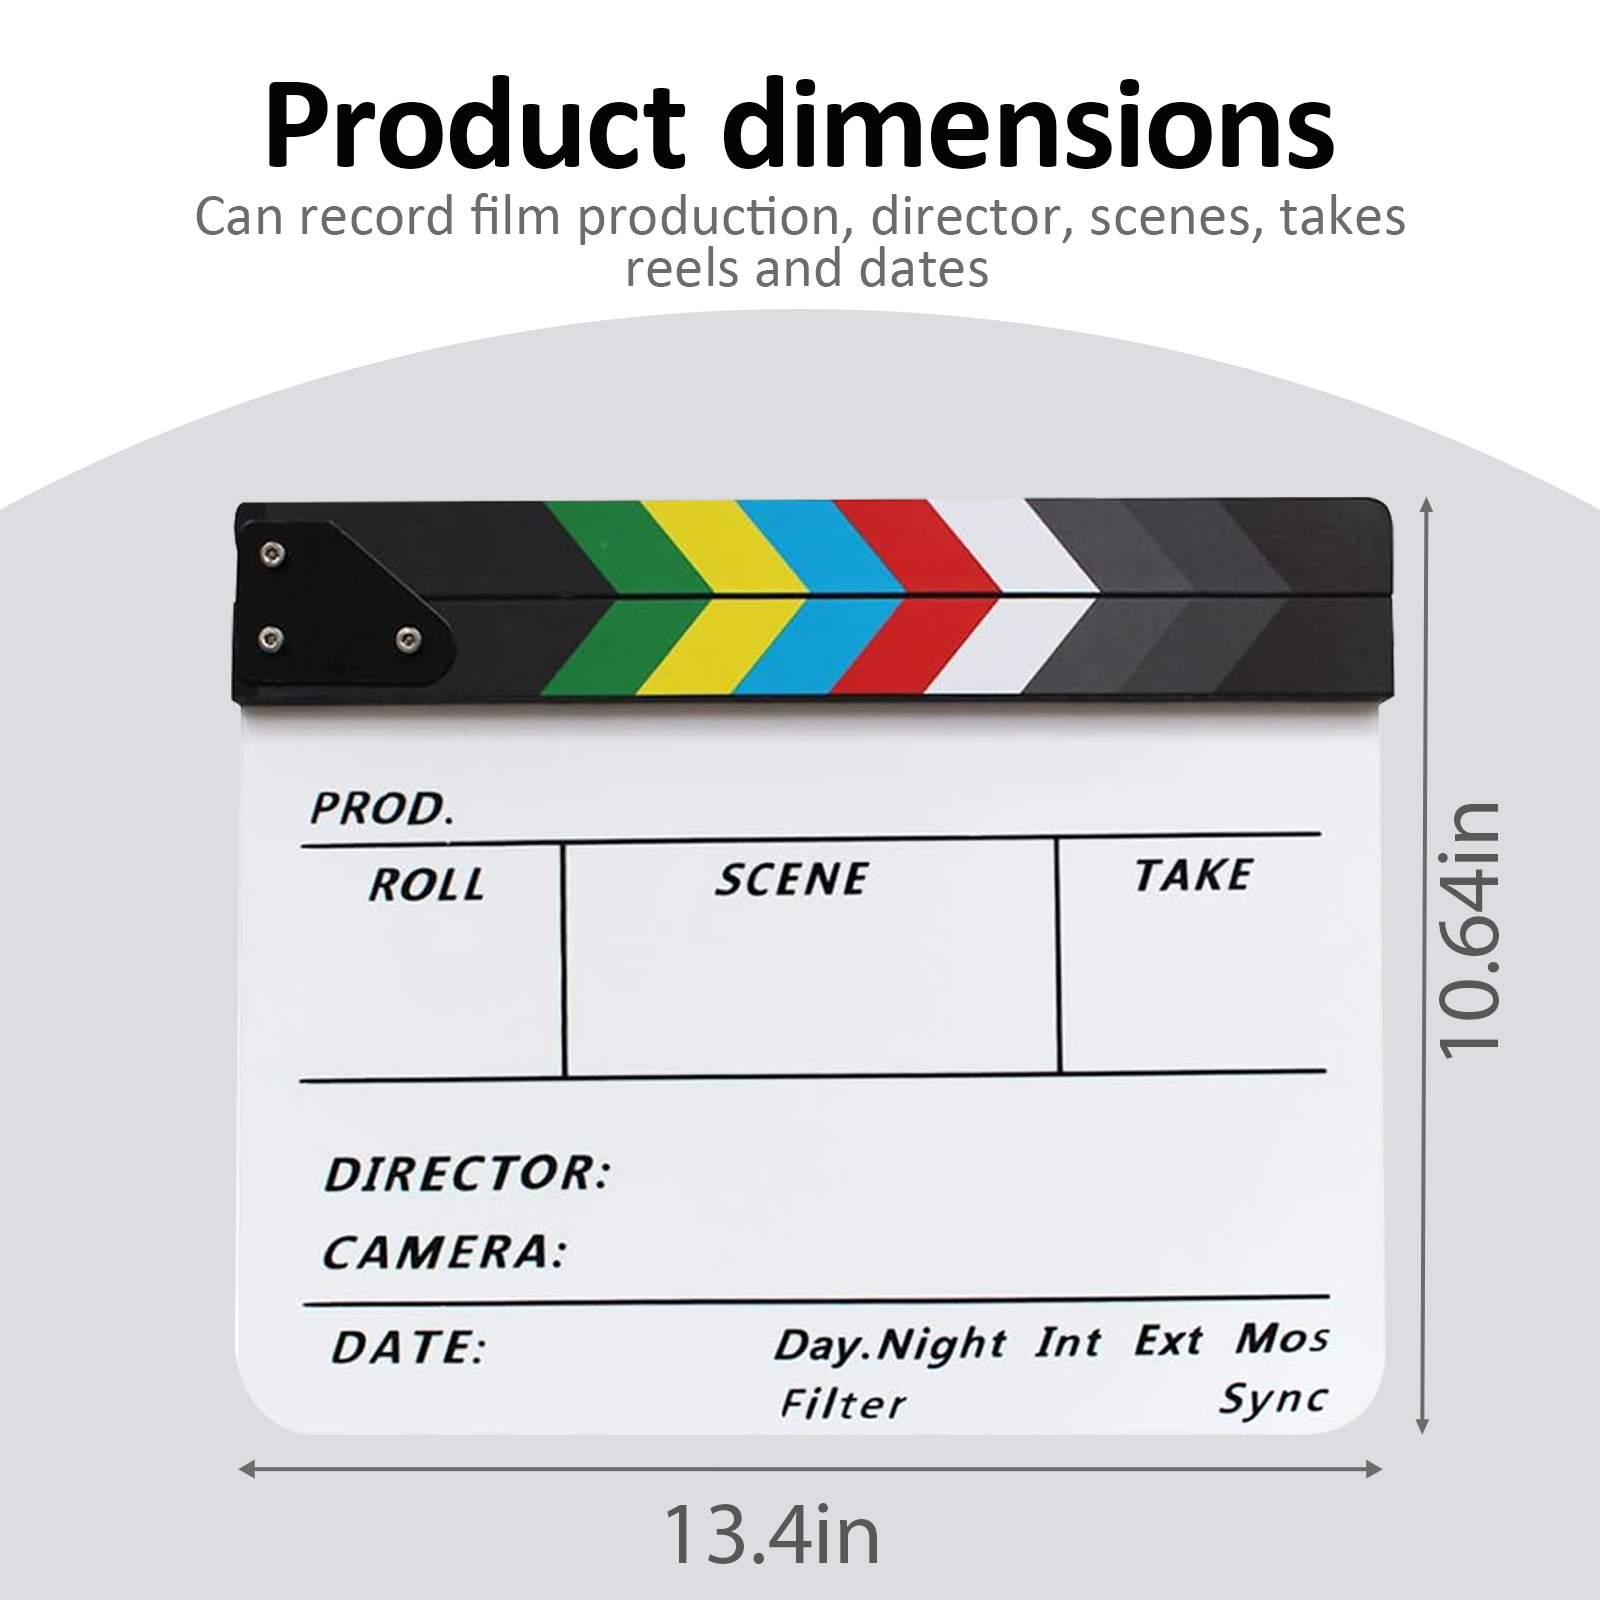 Product dimensions
Can record film production, director, scenes, takes
reels and dates
PROD.
ROLL SCENE TAKE
10.64in
DIRECTOR:
CAMERA:
DATE: Day.Night Int Ext Mos
Filter Sync
13.4in